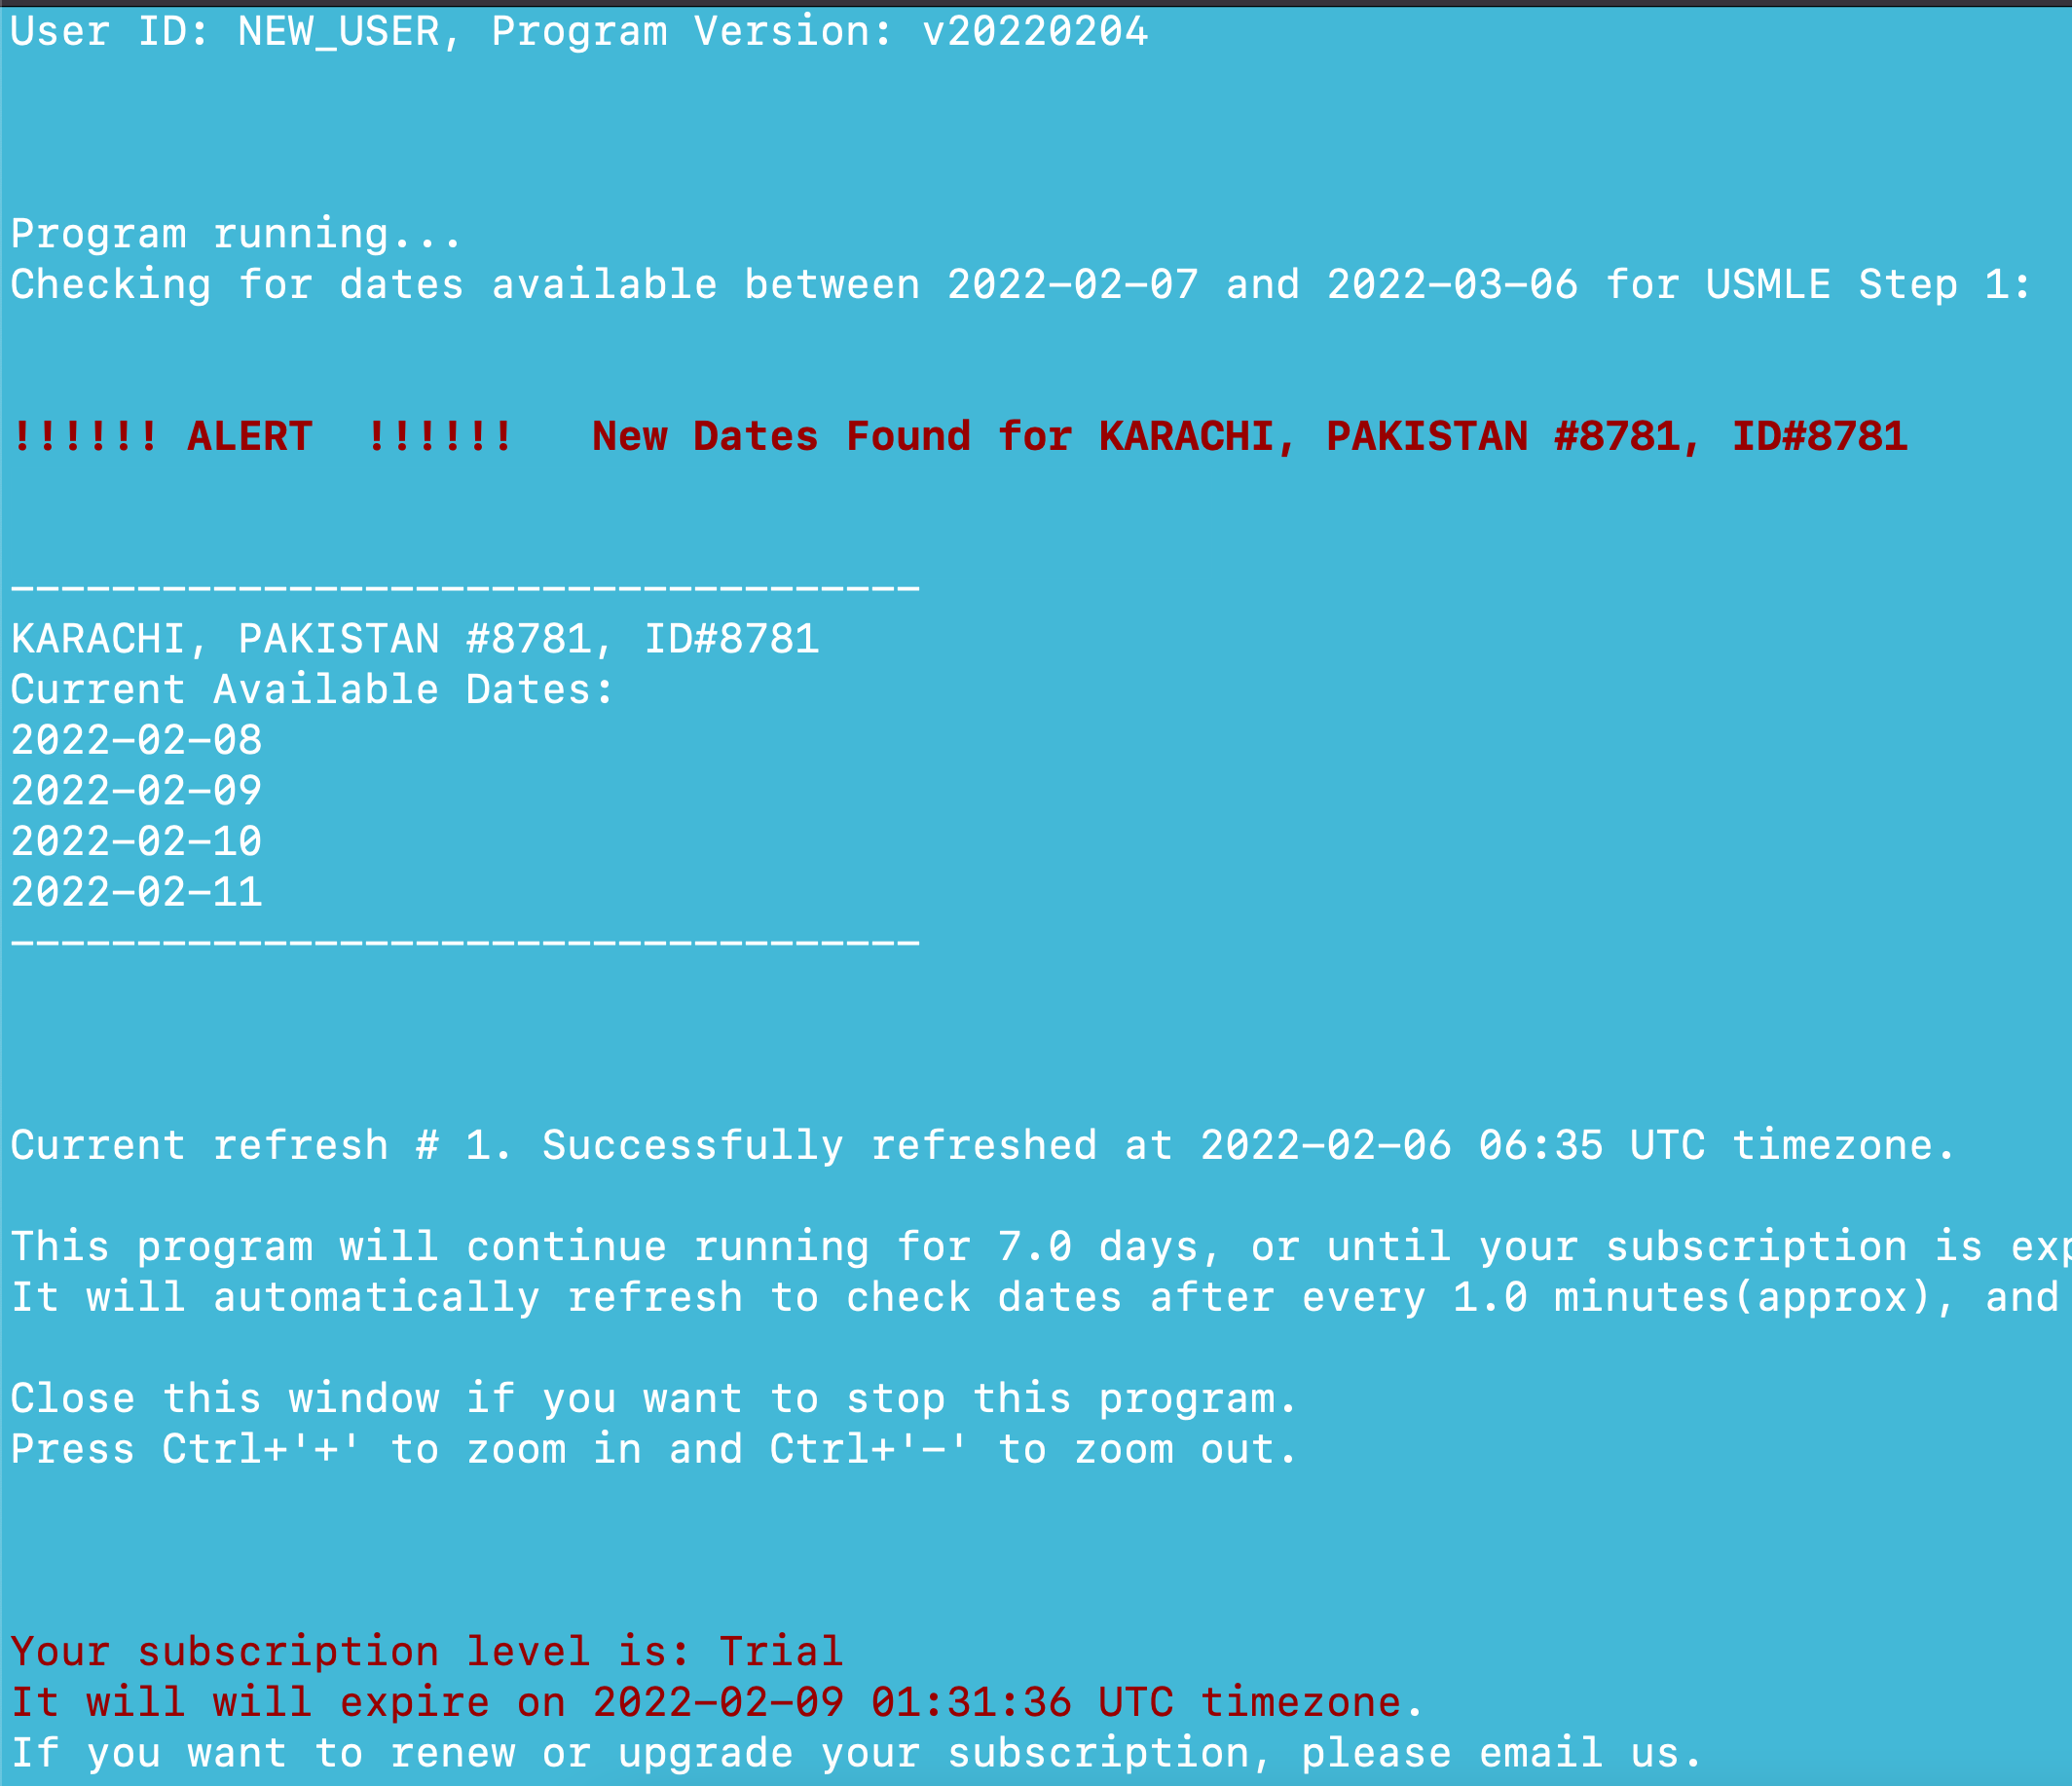 User ID: NEW_USER, Program Version: v20220204
Program running...
Checking for dates available between 2022-02-07 and 2022-03-06 for USMLE Step 1:
!!!!!! ALERT  !!!!!!   New Dates Found for KARACHI, PAKISTAN #8781, ID#8781
------------------------------------
KARACHI, PAKISTAN #8781, ID#8781
Current Available Dates:
2022-02-08
2022-02-09
2022-02-10
2022-02-11
------------------------------------
Current refresh # 1. Successfully refreshed at 2022-02-06 06:35 UTC timezone.
This program will continue running for 7.0 days, or until your subscription is exp
It will automatically refresh to check dates after every 1.0 minutes(approx), and
Close this window if you want to stop this program.
Press Ctrl+'+' to zoom in and Ctrl+'-' to zoom out.
Your subscription level is: Trial
It will will expire on 2022-02-09 01:31:36 UTC timezone.
If you want to renew or upgrade your subscription, please email us.